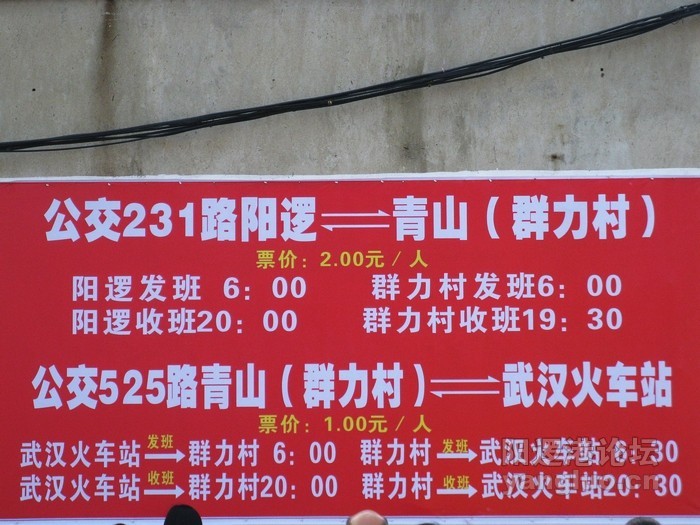 公交231路阳逻⇌青山（群力村）
票价：2.00元／人
阳逻发班 6：00 群力村发班6：00
阳逻收班20：00 群力村收班19：30
公交525路青山（群力村）⇌武汉火车站
票价：1.00元／人
武汉火车站 发班→ 群力村 6：00 群力村 发班→ 武汉火车站 6：30
武汉火车站 收班→ 群力村20：00 群力村 收班→ 武汉火车站20：30
阳逻港论坛